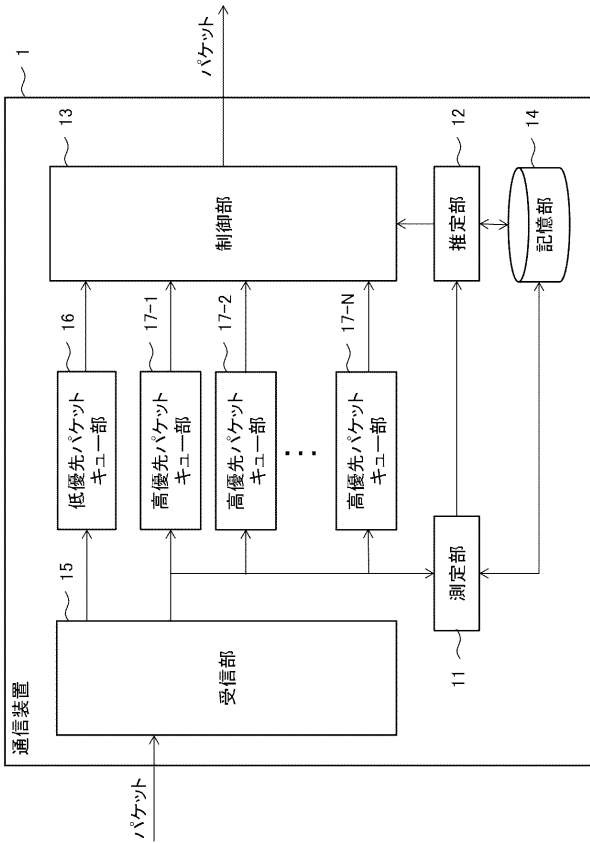 通信装置
1
パケット
受信部
15
低優先パケット
キュー部
16
高優先パケット
キュー部
17-1
高優先パケット
キュー部
17-2
・・・
高優先パケット
キュー部
17-N
制御部
13
パケット
測定部
11
推定部
12
記憶部
14